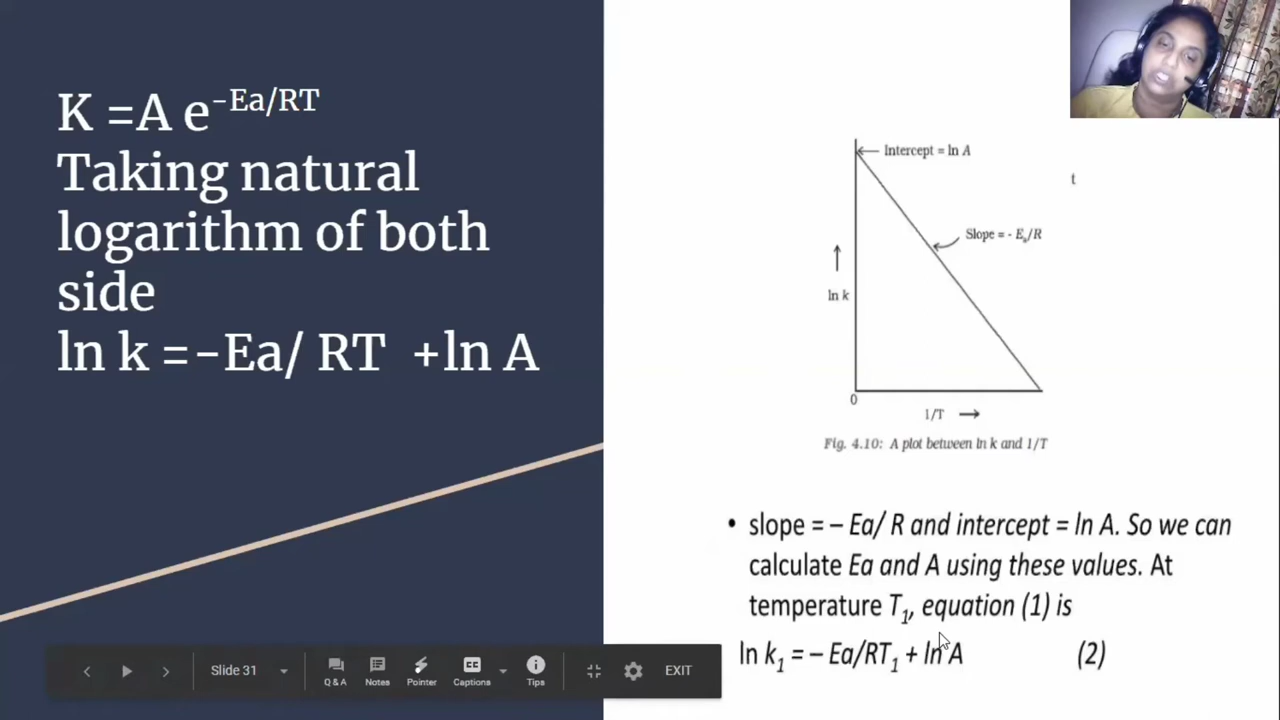 K =A e^-Ea/RT
Taking natural
logarithm of both
side
ln k =-Ea/ RT +ln A
Intercept = ln A
t
Slope = - Eₐ/R
ln k
0
1/T
Fig. 4.10: A plot between ln k and 1/T
• slope = – Ea/ R and intercept = ln A. So we can
calculate Ea and A using these values. At
temperature T₁, equation (1) is
ln k₁ = – Ea/RT₁ + ln A (2)
Slide 31
Q & A
Notes
Pointer
Captions
Tips
EXIT